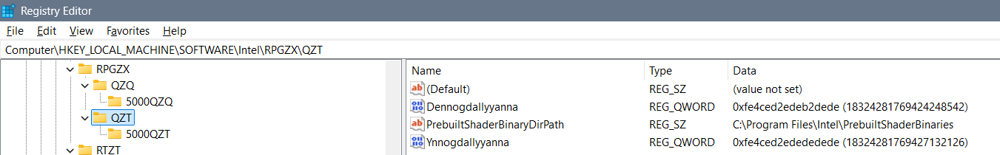 Registry Editor
File Edit View Favorites Help
Computer\HKEY_LOCAL_MACHINE\SOFTWARE\Intel\RPGZX\QZT
RPGZX
QZQ
5000QZQ
QZT
5000QZT
RTZT
Name Type Data
(Default) REG_SZ (value not set)
Dennogdallyyanna REG_QWORD 0xfe4ced2edeb2dede (18324281769424248542)
PrebuiltShaderBinaryDirPath REG_SZ C:\Program Files\Intel\PrebuiltShaderBinaries
Ynnogdallyyanna REG_QWORD 0xfe4ced2edededede (18324281769427132126)